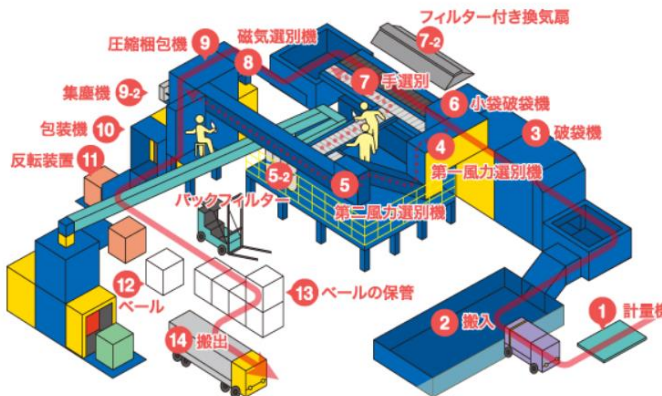 フィルター付き換気扇
7-2
圧縮梱包機
9
磁気選別機
8
7
手選別
集塵機
9-2
6
小袋破袋機
3
破袋機
包装機
10
4
第一風力選別機
反転装置
11
5-2
バックフィルター
5
第二風力選別機
12
ベール
13
ベールの保管
14
搬出
2
搬入
1
計量機